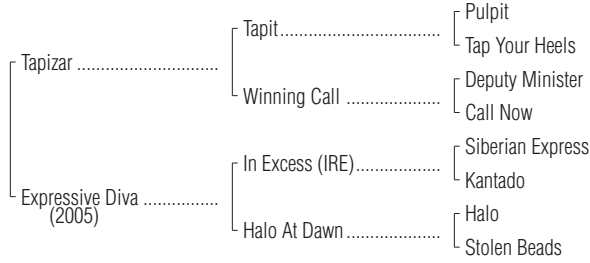 Pulpit
Tapit
Tap Your Heels
Tapizar
Deputy Minister
Winning Call
Call Now
Siberian Express
In Excess (IRE)
Kantado
Expressive Diva
(2005)
Halo
Halo At Dawn
Stolen Beads